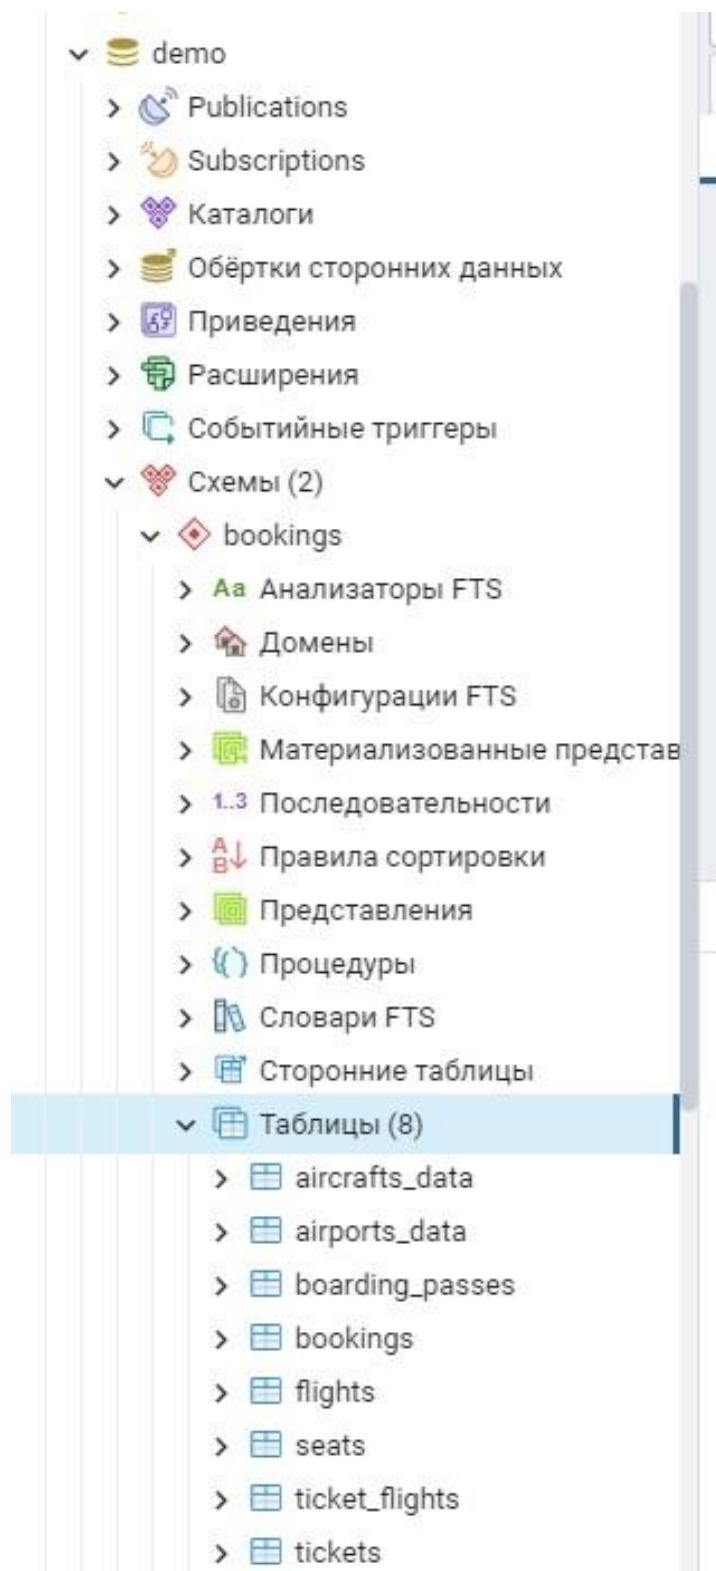 demo
Publications
Subscriptions
Каталоги
Обёртки сторонних данных
Приведения
Расширения
Событийные триггеры
Схемы (2)
bookings
Aa Анализаторы FTS
Домены
Конфигурации FTS
Материализованные представ
1..3 Последовательности
Правила сортировки
Представления
Процедуры
Словари FTS
Сторонние таблицы
Таблицы (8)
aircrafts_data
airports_data
boarding_passes
bookings
flights
seats
ticket_flights
tickets